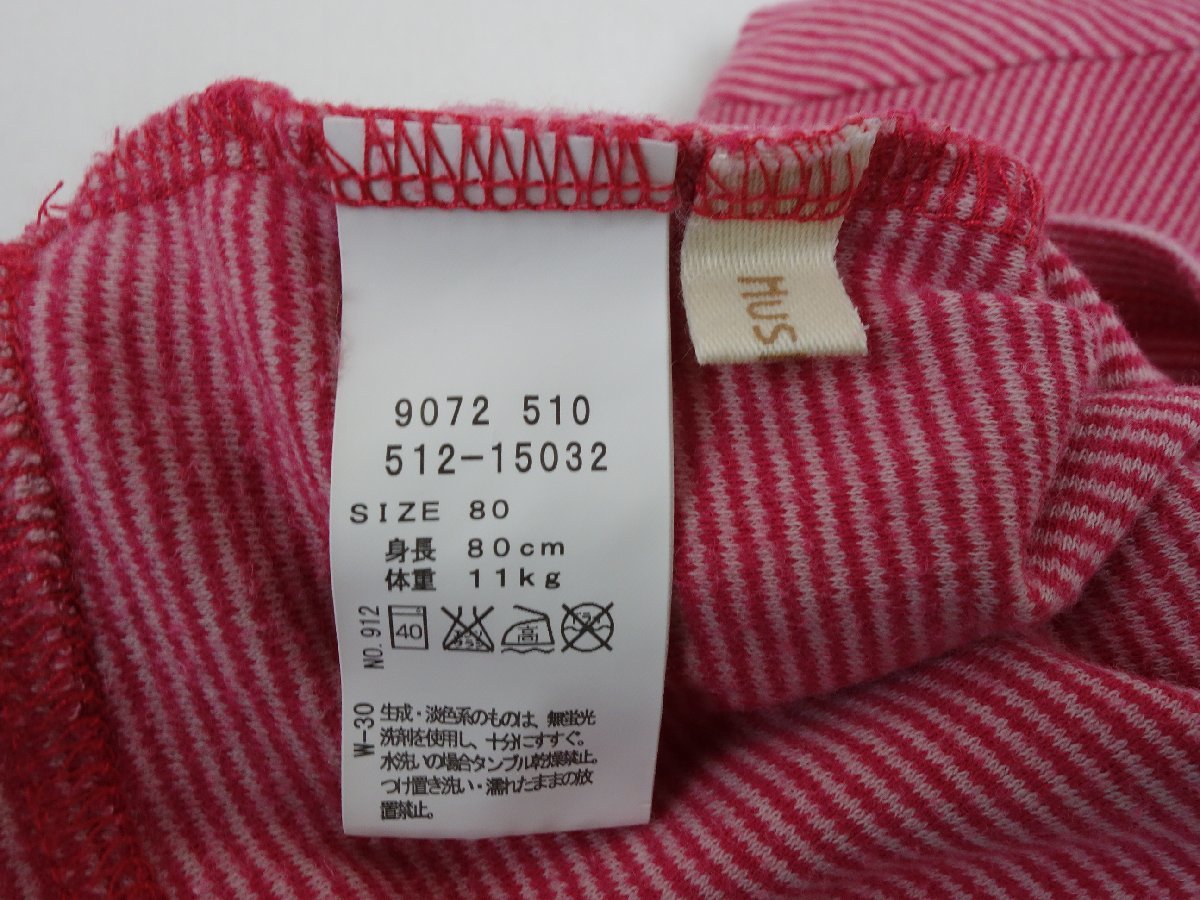 9072 510
512-15032
SIZE 80
身長 80cm
体重 11kg
NO.912
40
高
W-30
生成・淡色系のものは、無蛍光
洗剤を使用し、十分にすすぐ。
水洗いの場合タンブル乾燥禁止。
つけ置き洗い・濡れたままの放
置禁止。
MUS